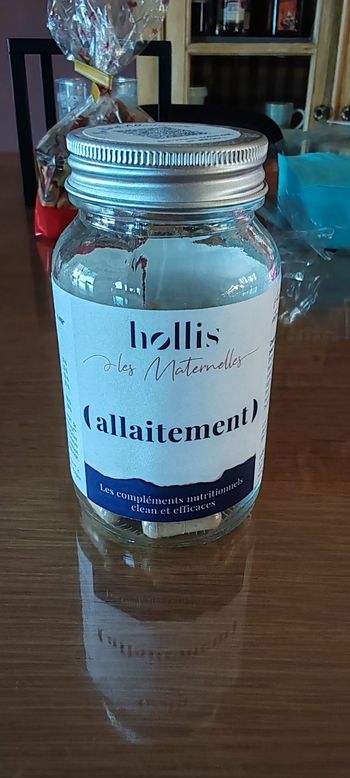 hollis
les Maternelles
(allaitement)
Les compléments nutritionnels
clean et efficaces